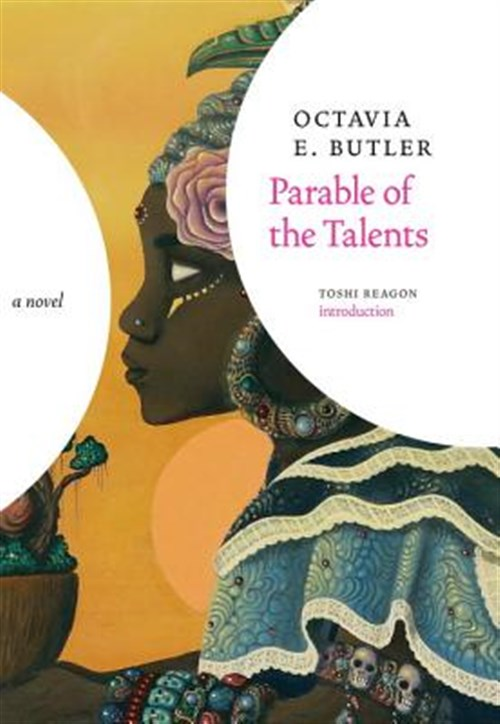 OCTAVIA
E. BUTLER
Parable of
the Talents
TOSHI REAGON
introduction
a novel